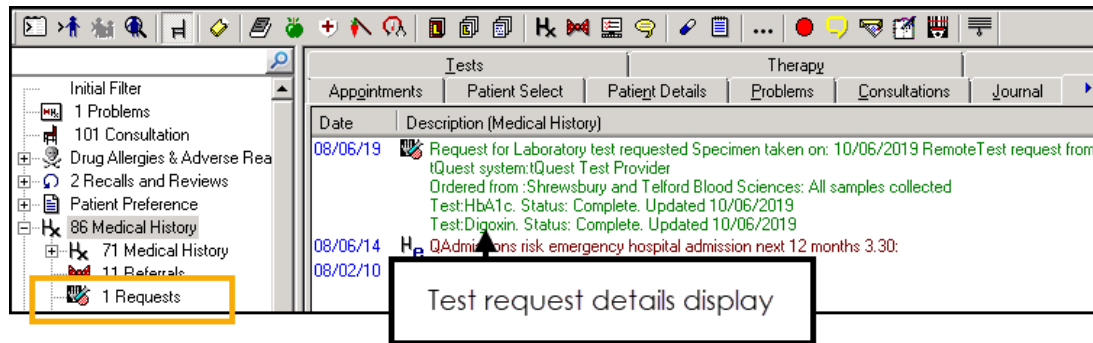 Tests Therapy
Initial Filter
Appointments Patient Select Patient Details Problems Consultations Journal
1 Problems
Date Description (Medical History)
101 Consultation
08/06/19 Request for Laboratory test requested Specimen taken on: 10/06/2019 RemoteTest request from
Drug Allergies & Adverse Rea
tQuest system:tQuest Test Provider
2 Recalls and Reviews
Ordered from :Shrewsbury and Telford Blood Sciences: All samples collected
Patient Preference
Test:HbA1c. Status: Complete. Updated 10/06/2019
86 Medical History
Test:Digoxin. Status: Complete. Updated 10/06/2019
71 Medical History
08/06/14 QAdmissions risk emergency hospital admission next 12 months 3.30:
11 Referrals
08/02/10
1 Requests
Test request details display